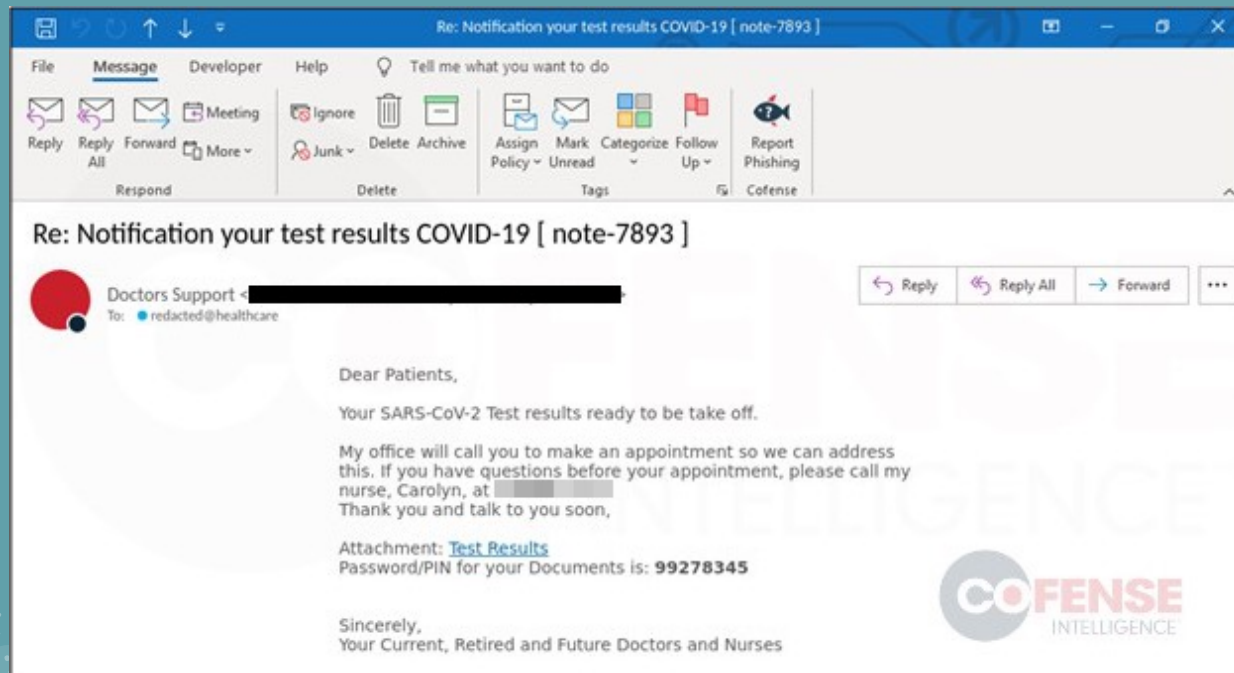 Re: Notification your test results COVID-19 [ note-7893 ]
File Message Developer Help Tell me what you want to do
Reply Reply All Forward Meeting More
Respond
Ignore Junk Delete Archive
Delete
Assign Policy Mark Unread Categorize Follow Up
Tags
Report Phishing
Cofense
Re: Notification your test results COVID-19 [ note-7893 ]
Doctors Support <
To: redacted@healthcare
Reply Reply All Forward
Dear Patients,
Your SARS-CoV-2 Test results ready to be take off.
My office will call you to make an appointment so we can address
this. If you have questions before your appointment, please call my
nurse, Carolyn, at
Thank you and talk to you soon,
Attachment: Test Results
Password/PIN for your Documents is: 99278345
Sincerely,
Your Current, Retired and Future Doctors and Nurses
COFENSE
INTELLIGENCE
COFENSE
INTELLIGENCE